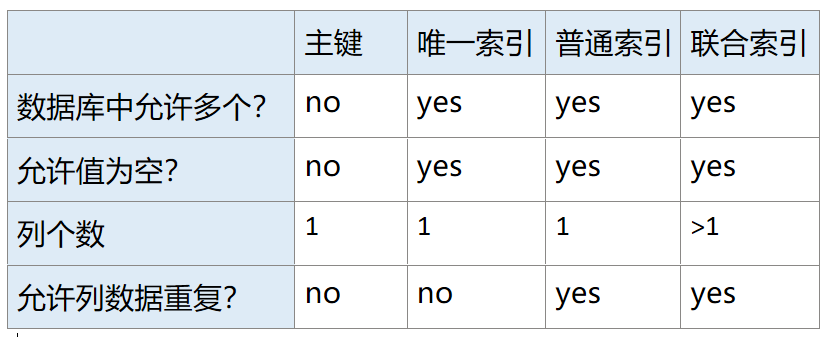 主键 唯一索引 普通索引 联合索引
数据库中允许多个？ no yes yes yes
允许值为空？ no yes yes yes
列个数 1 1 1 >1
允许列数据重复？ no no yes yes